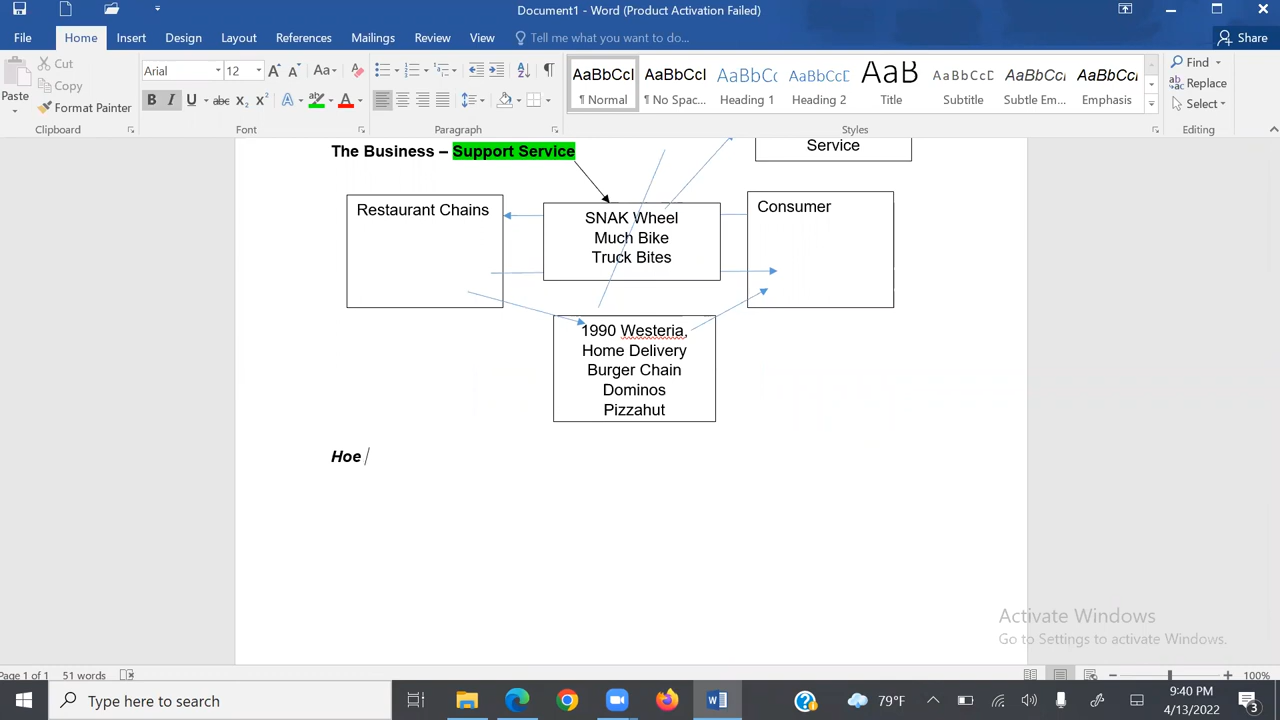 Document1 - Word (Product Activation Failed)
File Home Insert Design Layout References Mailings Review View Tell me what you want to do... Share
Paste
Cut
Copy
Format Painter
Clipboard
Arial 12
Font
Paragraph
AaBbCcI AaBbCcI AaBbCc AaBbCcD AaB AaBbCcD AaBbCcI AaBbCcI
¶ Normal ¶ No Spac... Heading 1 Heading 2 Title Subtitle Subtle Em... Emphasis
Styles
Find
Replace
Select
Editing
The Business – Support Service
Service
Restaurant Chains
SNAK Wheel
Much Bike
Truck Bites
Consumer
1990 Westeria,
Home Delivery
Burger Chain
Dominos
Pizzahut
Hoe
Activate Windows
Go to Settings to activate Windows.
Page 1 of 1 51 words
100%
Type here to search
79°F
9:40 PM
4/13/2022
3